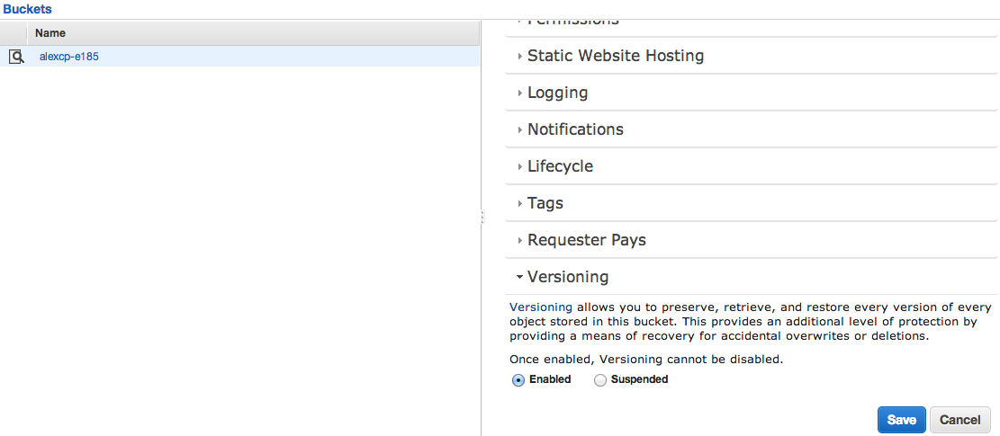 Buckets
Name
alexcp-e185
Permissions
Static Website Hosting
Logging
Notifications
Lifecycle
Tags
Requester Pays
Versioning
Versioning allows you to preserve, retrieve, and restore every version of every
object stored in this bucket. This provides an additional level of protection by
providing a means of recovery for accidental overwrites or deletions.
Once enabled, Versioning cannot be disabled.
Enabled Suspended
Save Cancel